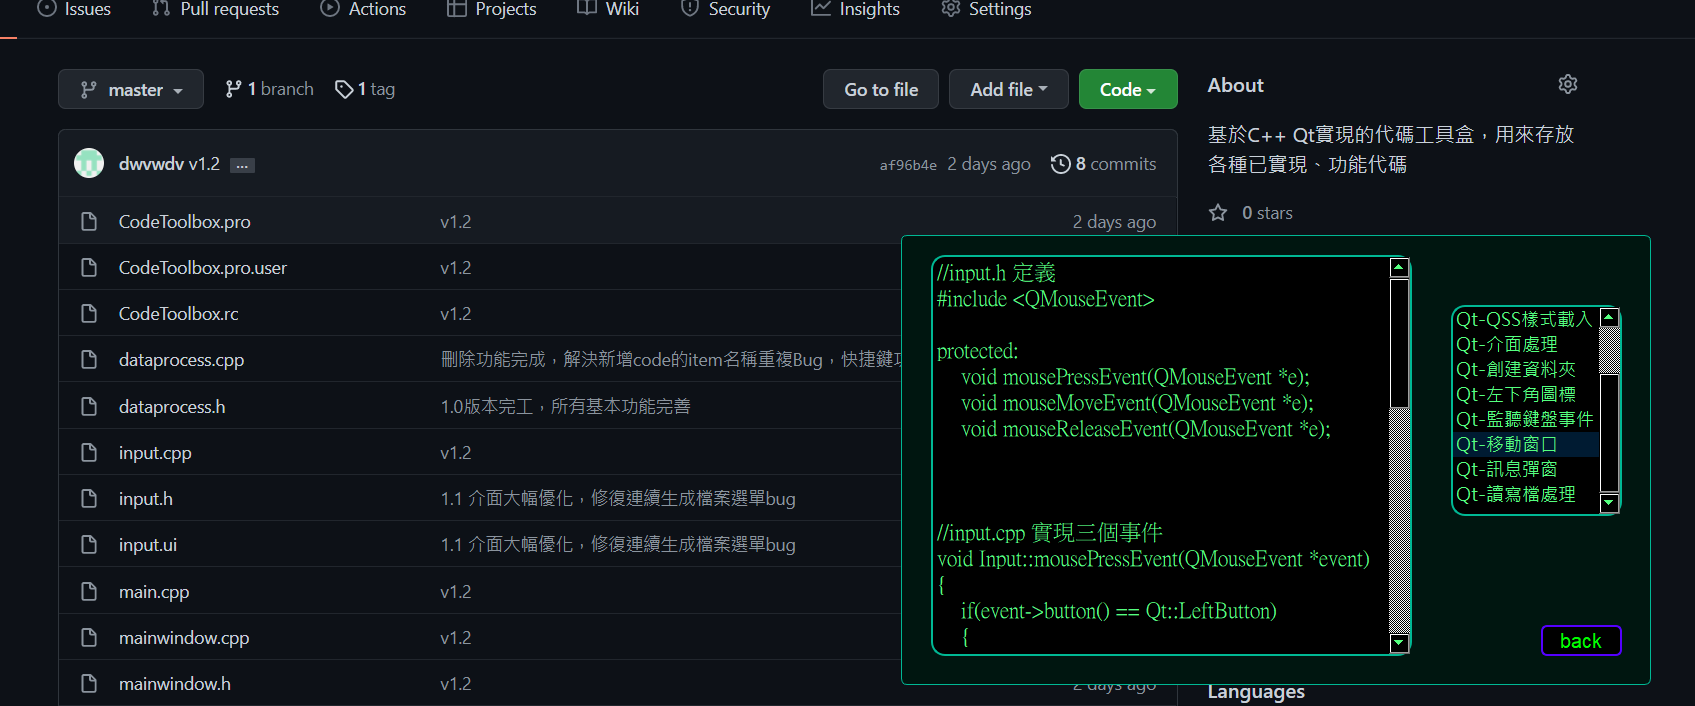 Issues
Pull requests
Actions
Projects
Wiki
Security
Insights
Settings
master
1 branch
1 tag
Go to file
Add file
Code
dwvwdv v1.2 ...
af96b4e 2 days ago
8 commits
CodeToolbox.pro v1.2 2 days ago
CodeToolbox.pro.user v1.2
CodeToolbox.rc v1.2
dataprocess.cpp 刪除功能完成，解決新增code的item名稱重複Bug，快捷鍵
dataprocess.h 1.0版本完工，所有基本功能完善
input.cpp v1.2
input.h 1.1 介面大幅優化，修復連續生成檔案選單bug
input.ui 1.1 介面大幅優化，修復連續生成檔案選單bug
main.cpp v1.2
mainwindow.cpp v1.2
mainwindow.h v1.2 2 days ago
About
基於C++ Qt實現的代碼工具盒，用來存放
各種已實現、功能代碼
0 stars
//input.h 定義
#include <QMouseEvent>
protected:
void mousePressEvent(QMouseEvent *e);
void mouseMoveEvent(QMouseEvent *e);
void mouseReleaseEvent(QMouseEvent *e);
//input.cpp 實現三個事件
void Input::mousePressEvent(QMouseEvent *event)
{
if(event->button() == Qt::LeftButton)
{
Qt-QSS樣式載入
Qt-介面處理
Qt-創建資料夾
Qt-左下角圖標
Qt-監聽鍵盤事件
Qt-移動窗口
Qt-訊息彈窗
Qt-讀寫檔處理
back
Languages